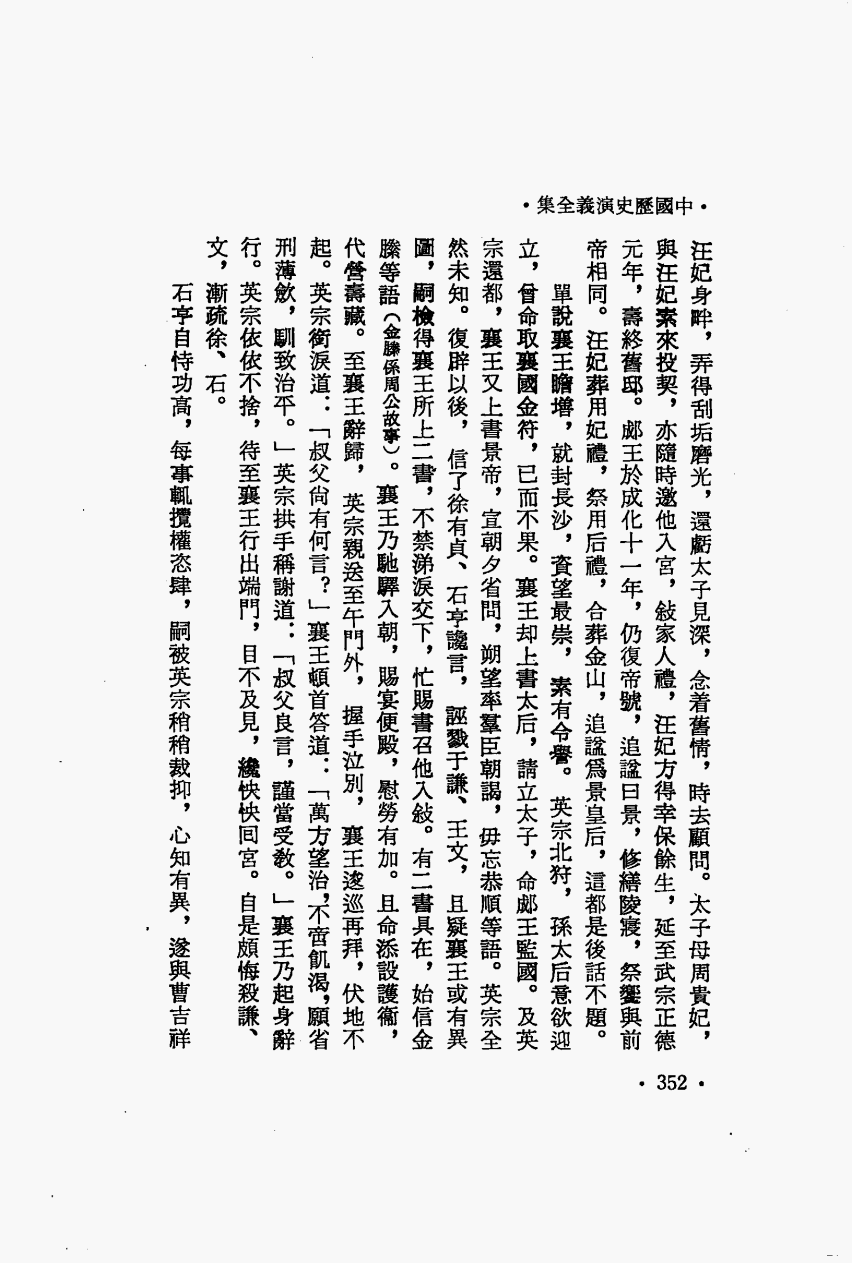 •中國歷史演義全集•
汪妃身畔，弄得刮垢磨光，還虧太子見深，念着舊情，時去顧問。太子母周貴妃，
與汪妃素來投契，亦隨時邀他入宮，敍家人禮，汪妃方得幸保餘生，延至武宗正德
元年，壽終舊邸。郕王於成化十一年，仍復帝號，追諡曰景，修繕陵寢，祭饗與前
帝相同。汪妃葬用妃禮，祭用后禮，合葬金山，追諡爲景皇后，這都是後話不題。
單說襄王瞻墡，就封長沙，資望最崇，素有令譽。英宗北狩，孫太后意欲迎
立，曾命取襄國金符，已而不果。襄王却上書太后，請立太子，命郕王監國。及英
宗還都，襄王又上書景帝，宜朝夕省問，朔望率羣臣朝謁，毋忘恭順等語。英宗全
然未知。復辟以後，信了徐有貞、石亨讒言，誣戮于謙、王文，且疑襄王或有異
圖，嗣檢得襄王所上二書，不禁涕淚交下，忙賜書召他入敍。有二書具在，始信金
縢等語（金縢係周公故事）。襄王乃馳驛入朝，賜宴便殿，慰勞有加。且命添設護衞，
代營壽藏。至襄王辭歸，英宗親送至午門外，握手泣別，襄王逡巡再拜，伏地不
起。英宗銜淚道：「叔父尚有何言？」襄王頓首答道：「萬方望治，不啻飢渴，願省
刑薄斂，馴致治平。」英宗拱手稱謝道：「叔父良言，謹當受教。」襄王乃起身辭
行。英宗依依不捨，待至襄王行出端門，目不及見，纔怏怏回宮。自是頗悔殺謙、
文，漸疏徐、石。
石亨自恃功高，每事輒攬權恣肆，嗣被英宗稍稍裁抑，心知有異，遂與曹吉祥
• 352 •